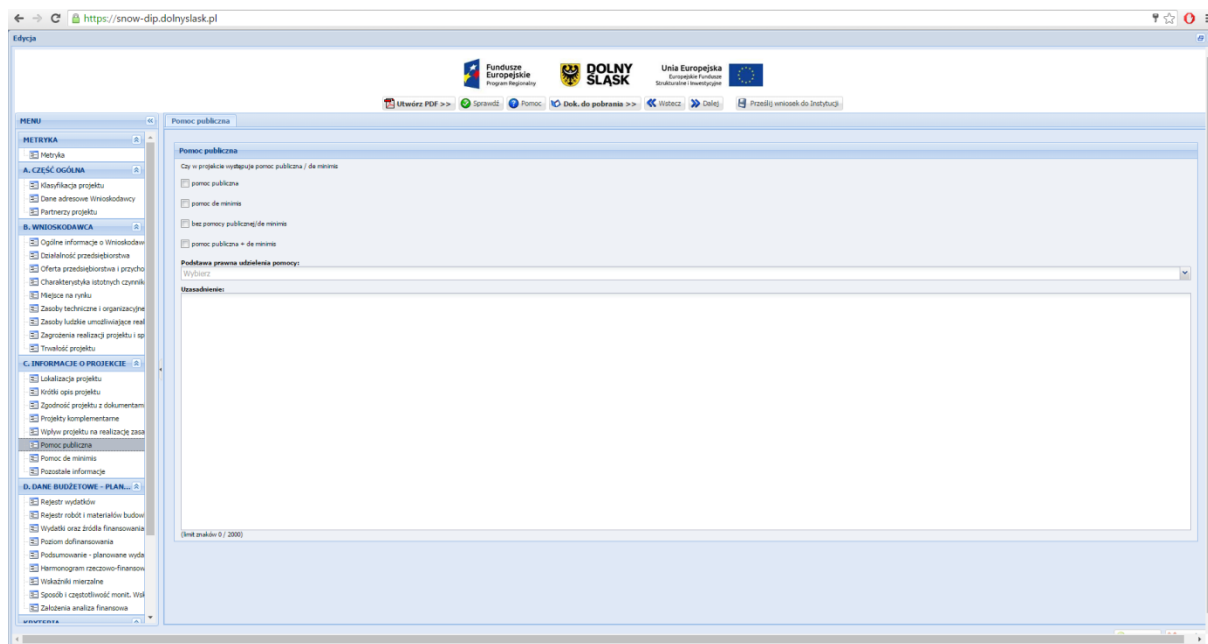 https://snow-dip.dolnyslask.pl
Edycja
Fundusze
Europejskie
Program Regionalny
DOLNY
ŚLĄSK
Unia Europejska
Europejskie Fundusze
Strukturalne i Inwestycyjne
Utwórz PDF >> Sprawdź Pomoc Dok. do pobrania >> Wstecz Dalej Prześlij wniosek do Instytucji
MENU
Pomoc publiczna
METRYKA
Metryka
A. CZĘŚĆ OGÓLNA
Klasyfikacja projektu
Dane adresowe Wnioskodawcy
Partnerzy projektu
B. WNIOSKODAWCA
Ogólne informacje o Wnioskodaw
Działalność przedsiębiorstwa
Oferta przedsiębiorstwa i przycho
Charakterystyka istotnych czynnik
Miejsce na rynku
Zasoby techniczne i organizacyjne
Zasoby ludzkie umożliwiające real
Zagrożenia realizacji projektu i sp
Trwałość projektu
C. INFORMACJE O PROJEKCIE
Lokalizacja projektu
Krótki opis projektu
Zgodność projektu z dokumentam
Projekty komplementarne
Wpływ projektu na realizację zasa
Pomoc publiczna
Pomoc de minimis
Pozostałe informacje
D. DANE BUDŻETOWE - PLAN...
Rejestr wydatków
Rejestr robót i materiałów budow
Wydatki oraz źródła finansowania
Poziom dofinansowania
Podsumowanie - planowane wyda
Harmonogram rzeczowo-finansow
Wskaźniki mierzalne
Sposób i częstotliwość monit. Wsk
Założenia analiza finansowa
KRYTERIA
Pomoc publiczna
Czy w projekcie występuje pomoc publiczna / de minimis
pomoc publiczna
pomoc de minimis
bez pomocy publicznej/de minimis
pomoc publiczna + de minimis
Podstawa prawna udzielenia pomocy:
Wybierz
Uzasadnienie:
(limit znaków 0 / 2000)